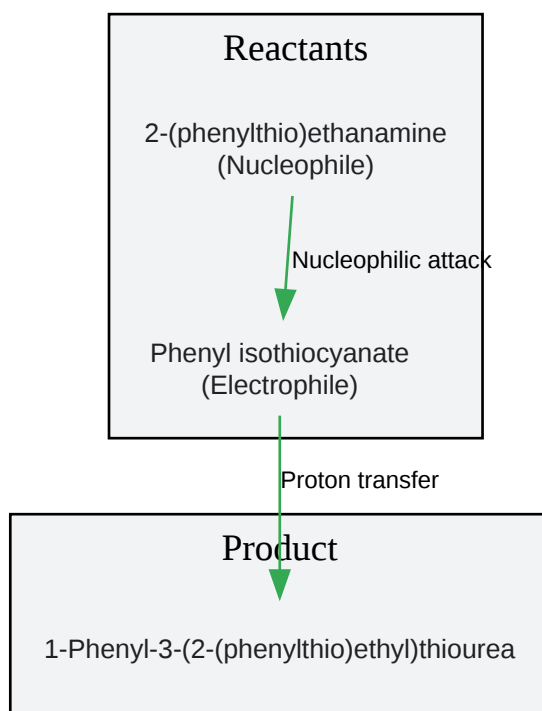 Reactants
2-(phenylthio)ethanamine
(Nucleophile)
Nucleophilic attack
Phenyl isothiocyanate
(Electrophile)
Proton transfer
Product
1-Phenyl-3-(2-(phenylthio)ethyl)thiourea